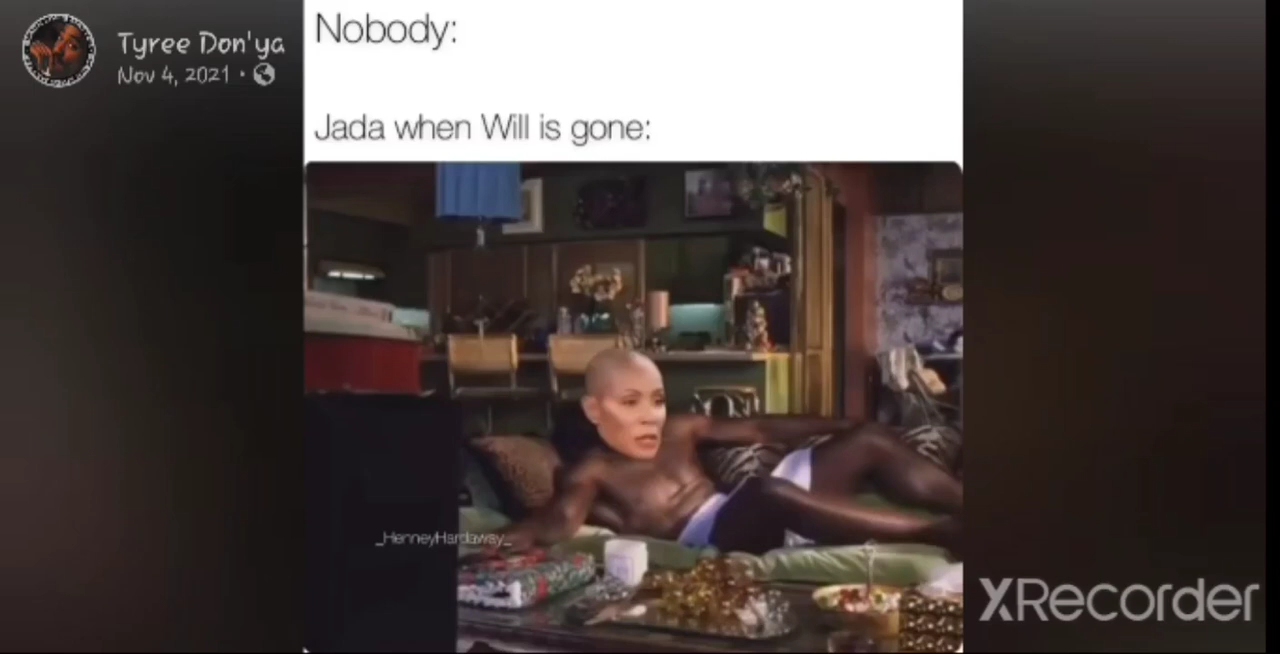 Tyree Don'ya
Nov 4, 2021 ·
Nobody:
Jada when Will is gone:
_HenneyHardaway_
XRecorder